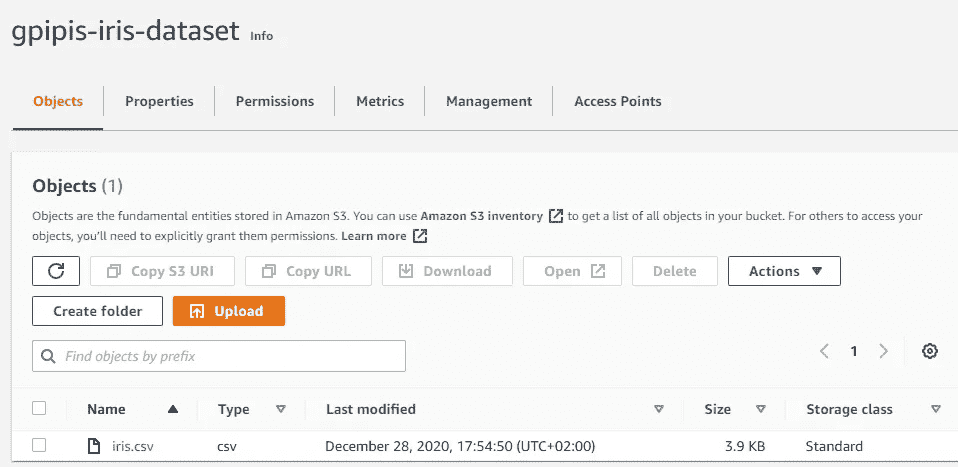 gpipis-iris-dataset Info
Objects Properties Permissions Metrics Management Access Points
Objects (1)
Objects are the fundamental entities stored in Amazon S3. You can use Amazon S3 inventory to get a list of all objects in your bucket. For others to access your
objects, you'll need to explicitly grant them permissions. Learn more
Copy S3 URI Copy URL Download Open Delete Actions
Create folder Upload
Find objects by prefix 1
Name Type Last modified Size Storage class
iris.csv csv December 28, 2020, 17:54:50 (UTC+02:00) 3.9 KB Standard